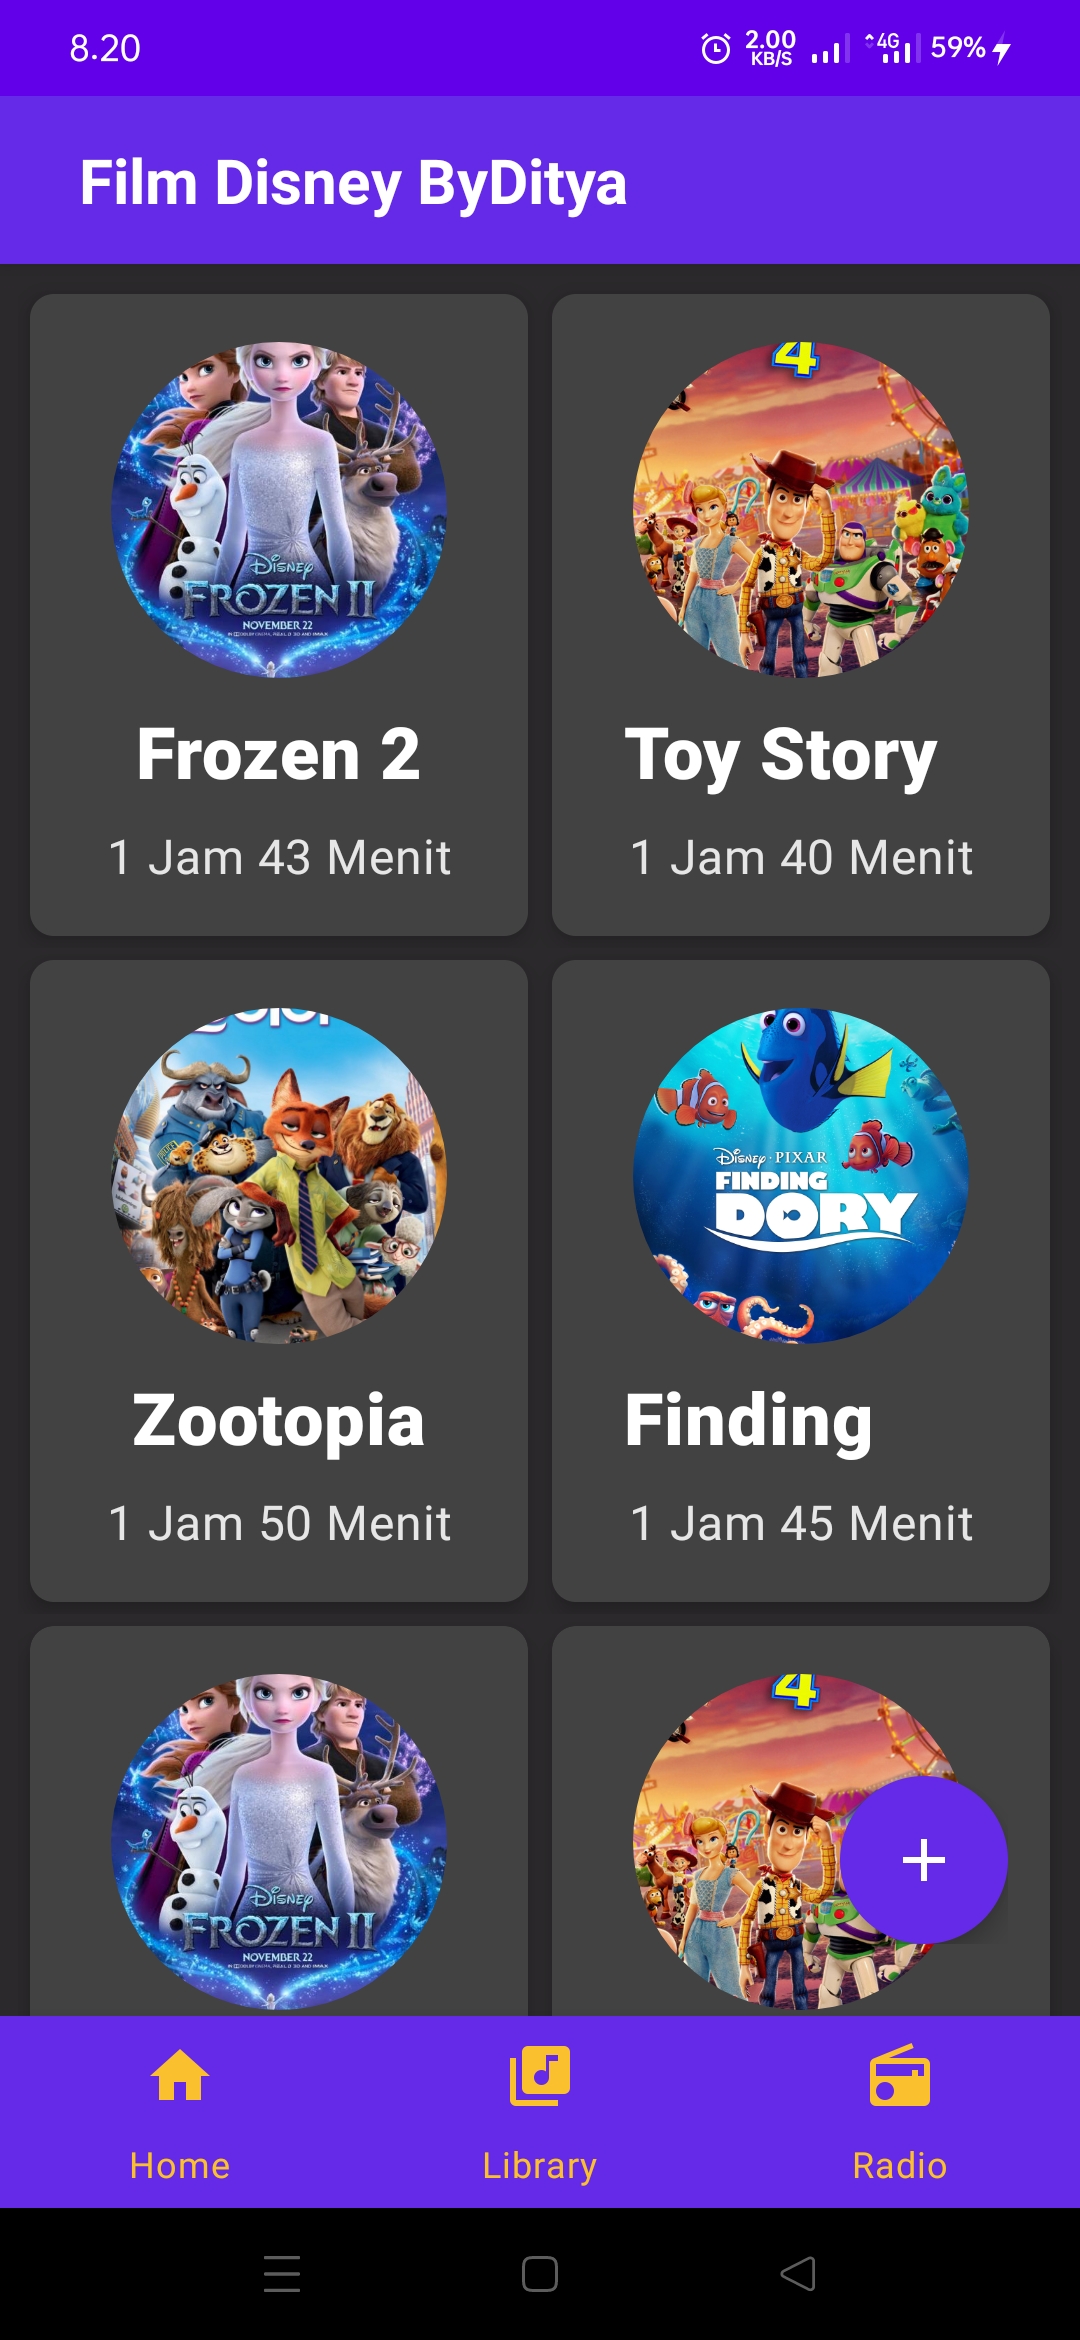 8.20
2.00
KB/S
4G
59%
Film Disney ByDitya
4
DISNEY
FROZEN II
NOVEMBER 22
Frozen 2
Toy Story
1 Jam 43 Menit
1 Jam 40 Menit
DISNEY · PIXAR
FINDING
DORY
Zootopia
Finding
1 Jam 50 Menit
1 Jam 45 Menit
4
DISNEY
FROZEN II
NOVEMBER 22
Home
Library
Radio